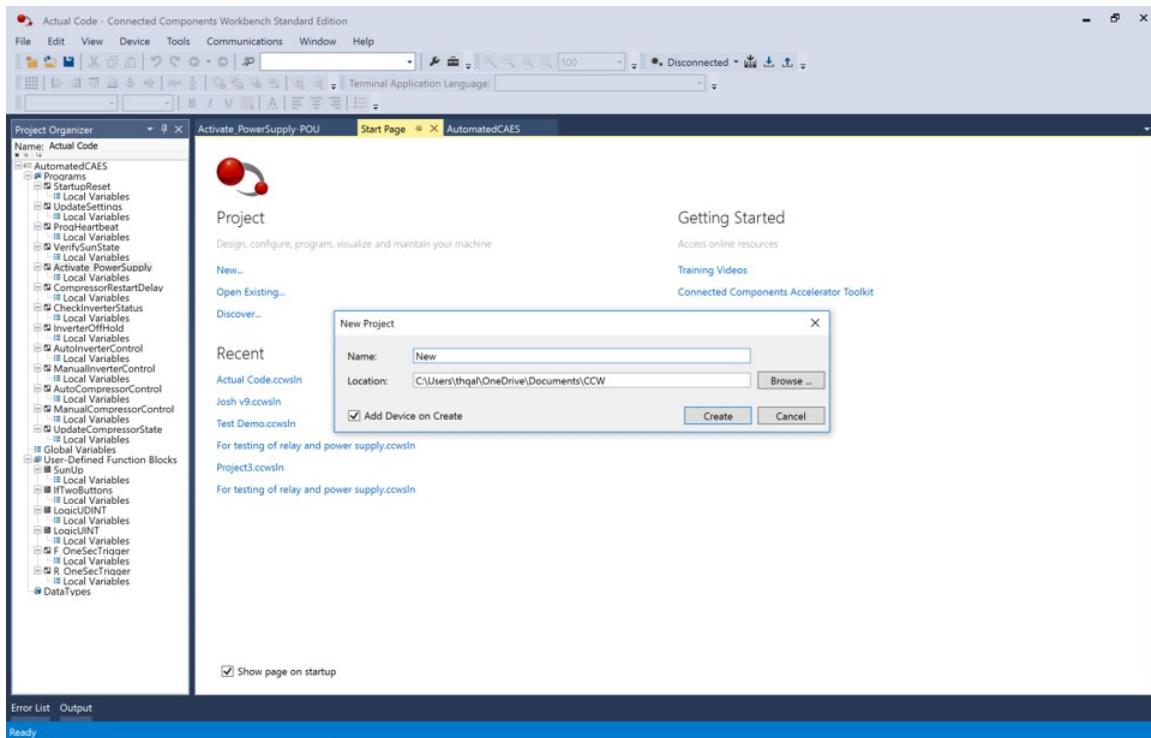 Actual Code - Connected Components Workbench Standard Edition
File Edit View Device Tools Communications Window Help
100
Disconnected
Terminal Application Language:
B I U A
Project Organizer
Name: Actual Code
AutomatedCAES
Programs
StartupReset
Local Variables
UpdateSettings
Local Variables
ProgHeartbeat
Local Variables
VerifySunState
Local Variables
Activate_PowerSupply
Local Variables
CompressorRestartDelay
Local Variables
CheckInverterStatus
Local Variables
InverterOffHold
Local Variables
AutoInverterControl
Local Variables
ManualInverterControl
Local Variables
AutoCompressorControl
Local Variables
ManualCompressorControl
Local Variables
UpdateCompressorState
Local Variables
Global Variables
User-Defined Function Blocks
SunUp
Local Variables
IfTwoButtons
Local Variables
LogicUDINT
Local Variables
LogicUINT
Local Variables
F_OneSecTrigger
Local Variables
R_OneSecTrigger
Local Variables
DataTypes
Activate_PowerSupply-POU Start Page AutomatedCAES
Project
Design, configure, program, visualize and maintain your machine
New...
Open Existing...
Discover...
Recent
Actual Code.ccwsln
Josh v9.ccwsln
Test Demo.ccwsln
For testing of relay and power supply.ccwsln
Project3.ccwsln
For testing of relay and power supply.ccwsln
Getting Started
Access online resources
Training Videos
Connected Components Accelerator Toolkit
New Project
Name: New
Location: C:\Users\thqal\OneDrive\Documents\CCW Browse ...
Add Device on Create Create Cancel
Show page on startup
Error List Output
Ready